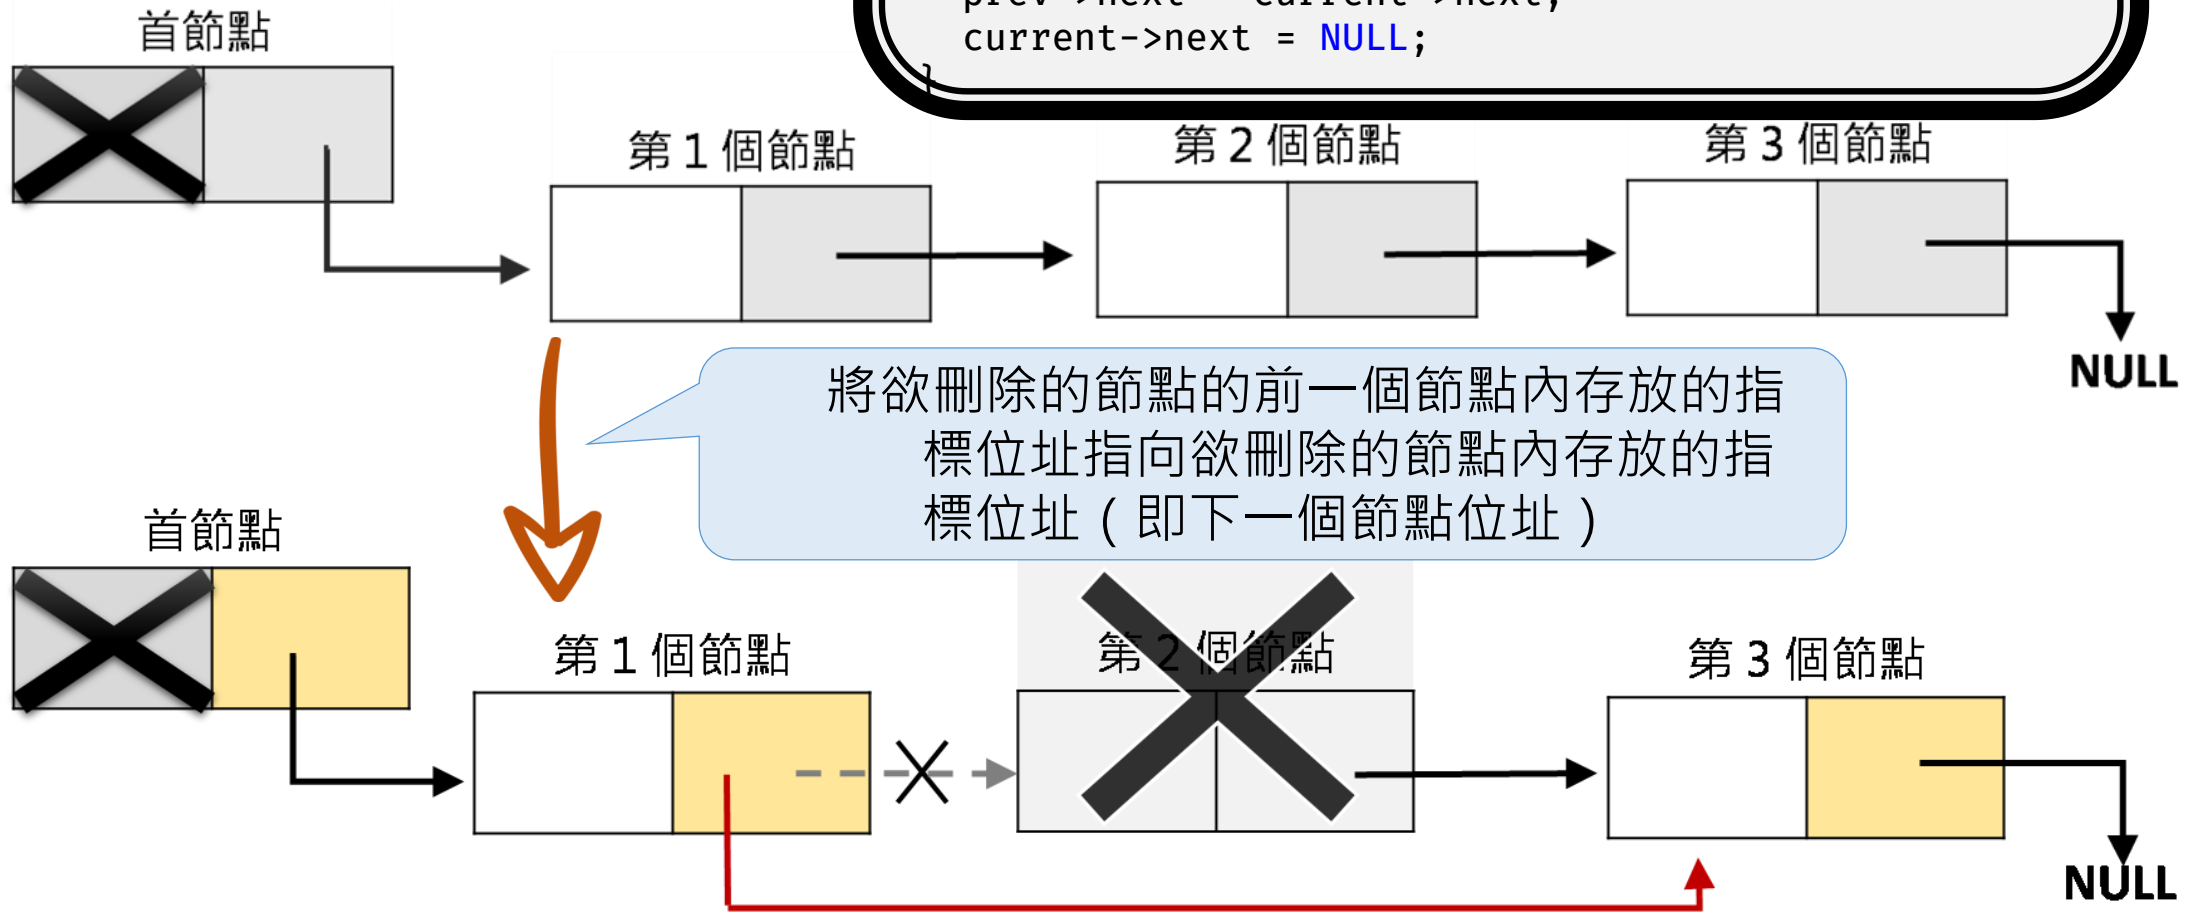 prev->next = current->next;
current->next = NULL;
}
首節點
第 1 個節點
第 2 個節點
第 3 個節點
NULL
將欲刪除的節點的前一個節點內存放的指
標位址指向欲刪除的節點內存放的指
標位址(即下一個節點位址)
首節點
第 1 個節點
第 2 個節點
第 3 個節點
NULL